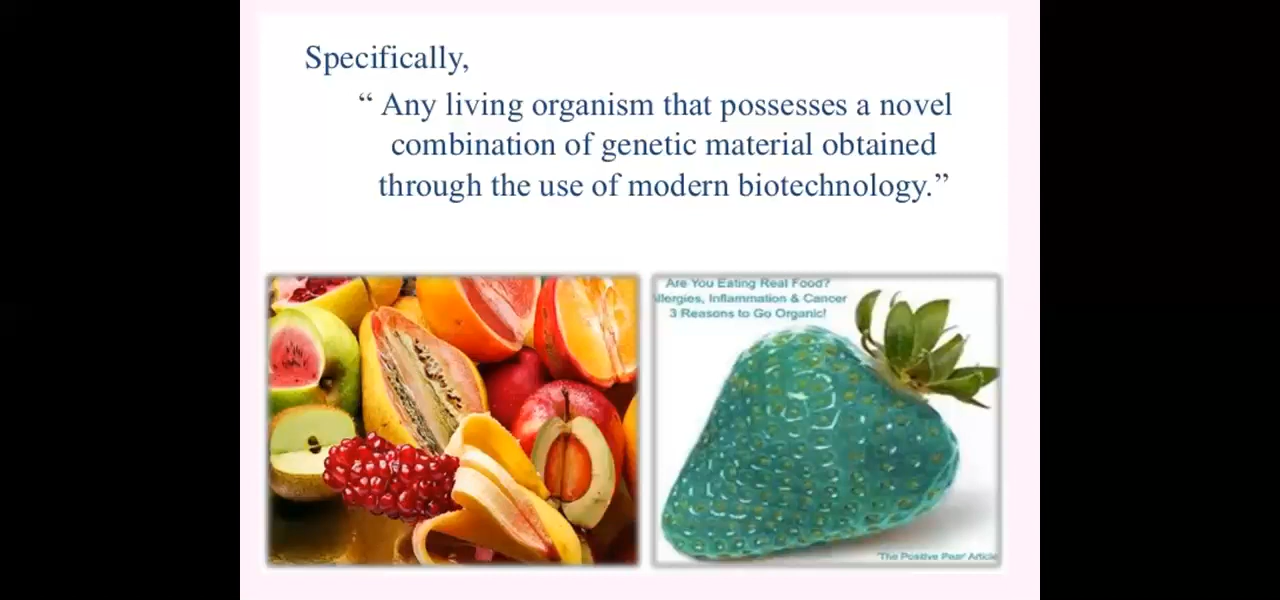 Specifically,
“ Any living organism that possesses a novel
combination of genetic material obtained
through the use of modern biotechnology.”
Are You Eating Real Food?
llergies, Inflammation & Cancer
3 Reasons to Go Organic!
'The Positive Pear' Article